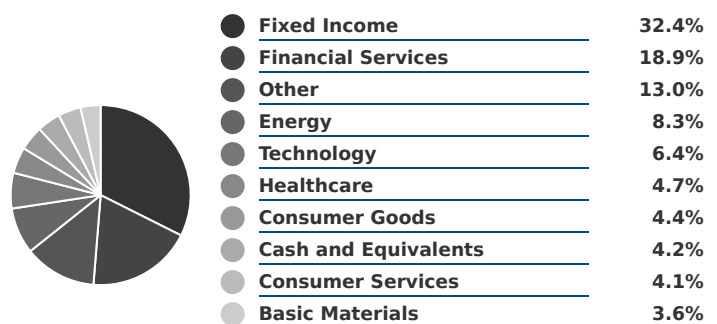 Fixed Income 32.4%
Financial Services 18.9%
Other 13.0%
Energy 8.3%
Technology 6.4%
Healthcare 4.7%
Consumer Goods 4.4%
Cash and Equivalents 4.2%
Consumer Services 4.1%
Basic Materials 3.6%